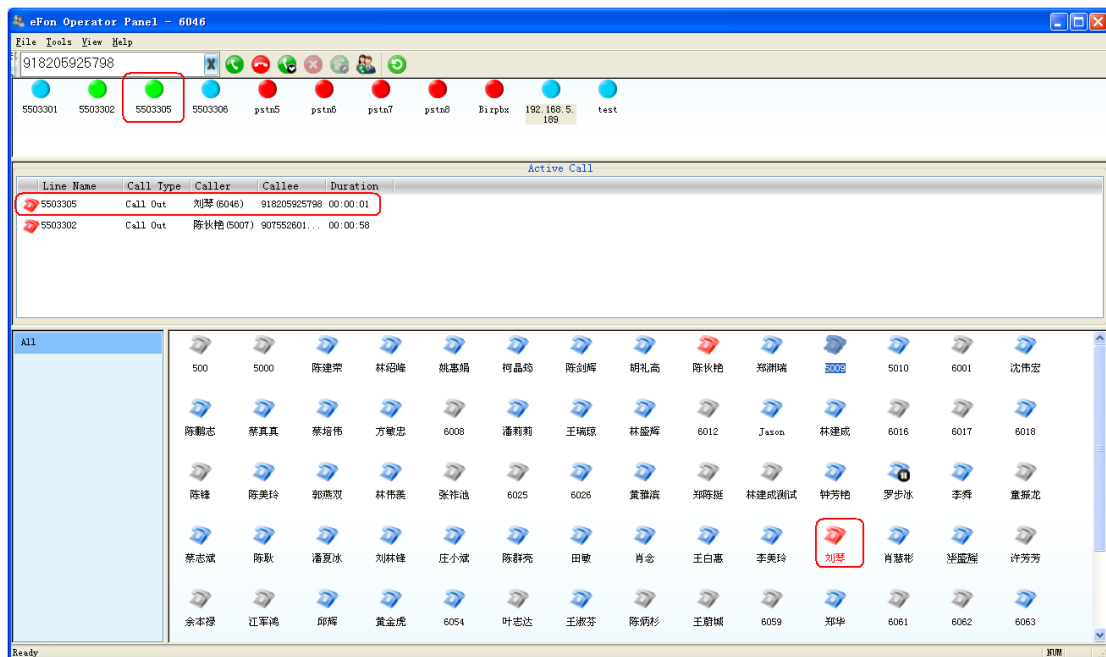 eFon Operator Panel - 6046
File Tools View Help
918205925798
5503301 5503302 5503305 5503306 pstn5 pstn6 pstn7 pstn8 Bizpbx 192.168.5. test
189
Active Call
Line Name Call Type Caller Callee Duration
5503305 Call Out 刘琴(6046) 918205925798 00:00:01
5503302 Call Out 陈伙艳(5007) 907552601... 00:00:58
All
500 5000 陈建荣 林绍峰 姚惠娟 柯晶筠 陈剑辉 胡礼高 陈伙艳 郑渊瑞 5009 5010 6001 沈伟宏
陈鹏志 蔡真真 蔡培伟 方敏忠 6008 潘莉莉 王瑞琼 林盛辉 6012 Jason 林建成 6016 6017 6018
陈锋 陈美玲 郭燕双 林伟羨 张祚池 6025 6026 黄雅滨 郑陈挺 林建成测试 钟芳艳 罗步冰 李舜 童振龙
蔡志斌 陈耿 潘夏冰 刘林锋 庄小斌 陈群亮 田敏 肖念 王白惠 李美玲 刘琴 肖慧彬 许芳芳
余本禄 江军鸿 邱辉 黄金虎 6054 叶志达 王淑芬 陈炳杉 王蔚城 6059 郑华 6061 6062 6063
Ready NUM